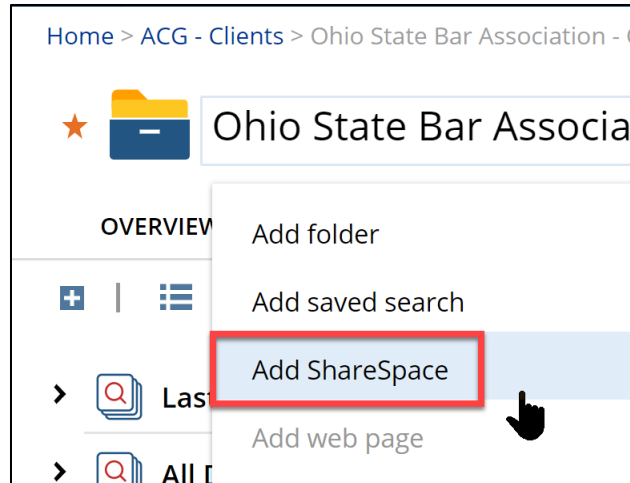 Home > ACG - Clients > Ohio State Bar Association -
Ohio State Bar Associa
OVERVIEW
Add folder
Add saved search
Add ShareSpace
Las
Add web page
All D